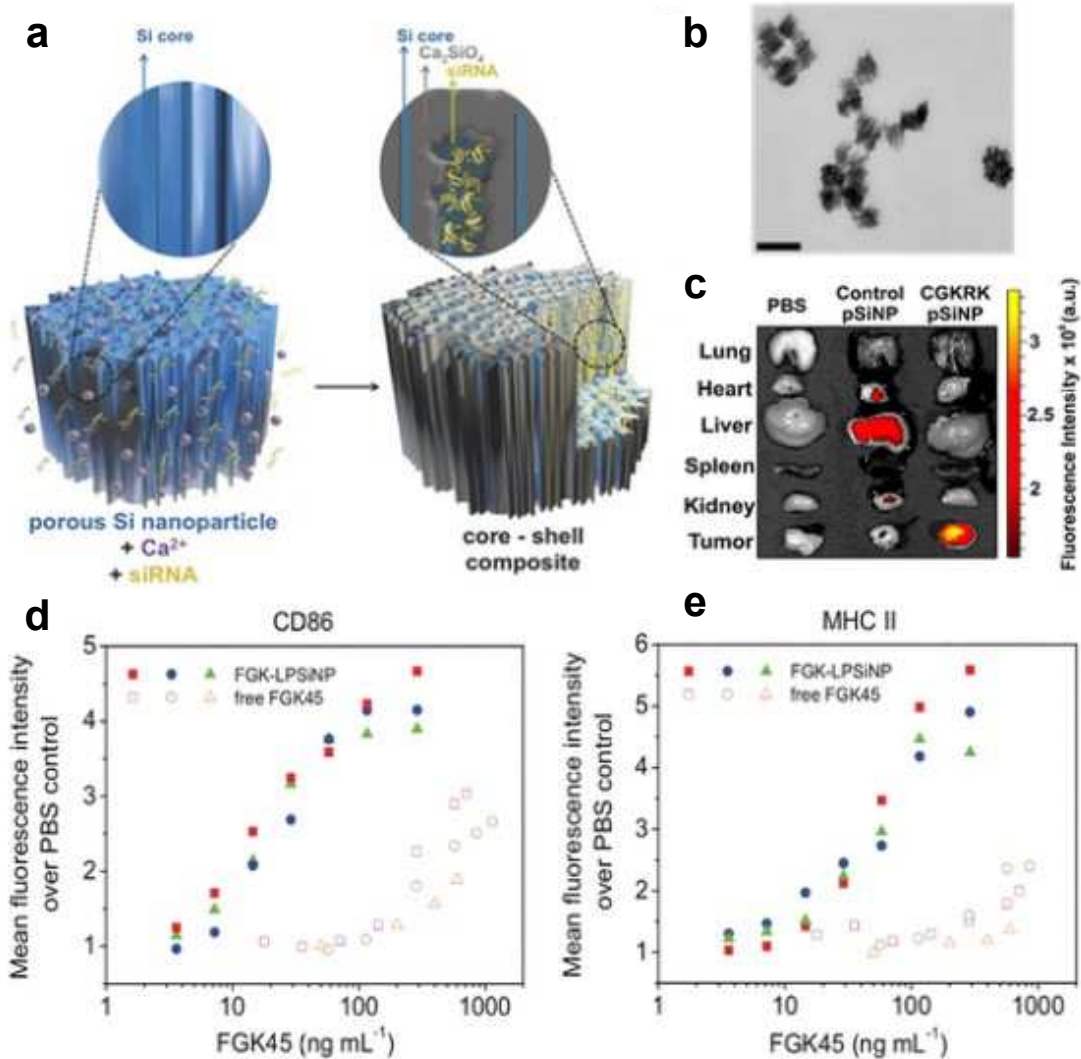 a
Si core
Si core
Ca₂SiO₄
siRNA
porous Si nanoparticle
+ Ca²⁺
+ siRNA
core - shell
composite
b
c
PBS
Control
pSiNP
CGKRK
pSiNP
Lung
Heart
Liver
Spleen
Kidney
Tumor
3
2.5
2
d
CD86
FGK-LPSiNP
free FGK45
Mean fluorescence intensity
over PBS control
5
4
3
2
1
1
10
100
1000
FGK45 (ng mL⁻¹)
e
MHC II
FGK-LPSiNP
free FGK45
Mean fluorescence intensity
over PBS control
6
5
4
3
2
1
1
10
100
1000
FGK45 (ng mL⁻¹)